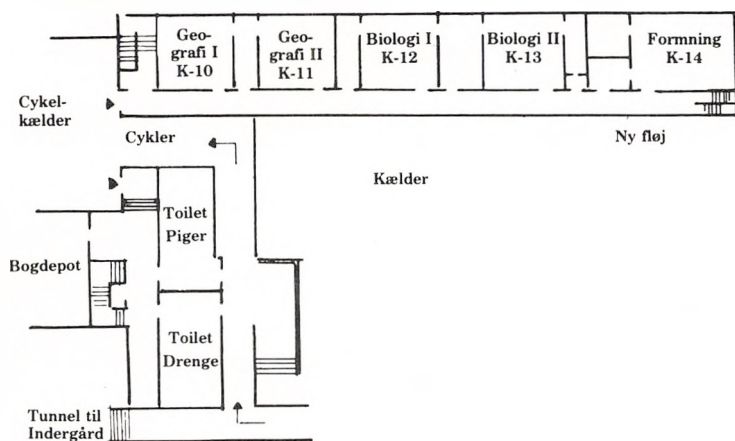 Geo-
grafi I
K-10
Geo-
grafi II
K-11
Biologi I
K-12
Biologi II
K-13
Formning
K-14
Cykel-
kælder
Cykler
Ny fløj
Kælder
Toilet
Piger
Bogdepot
Toilet
Drenge
Tunnel til
Indergård